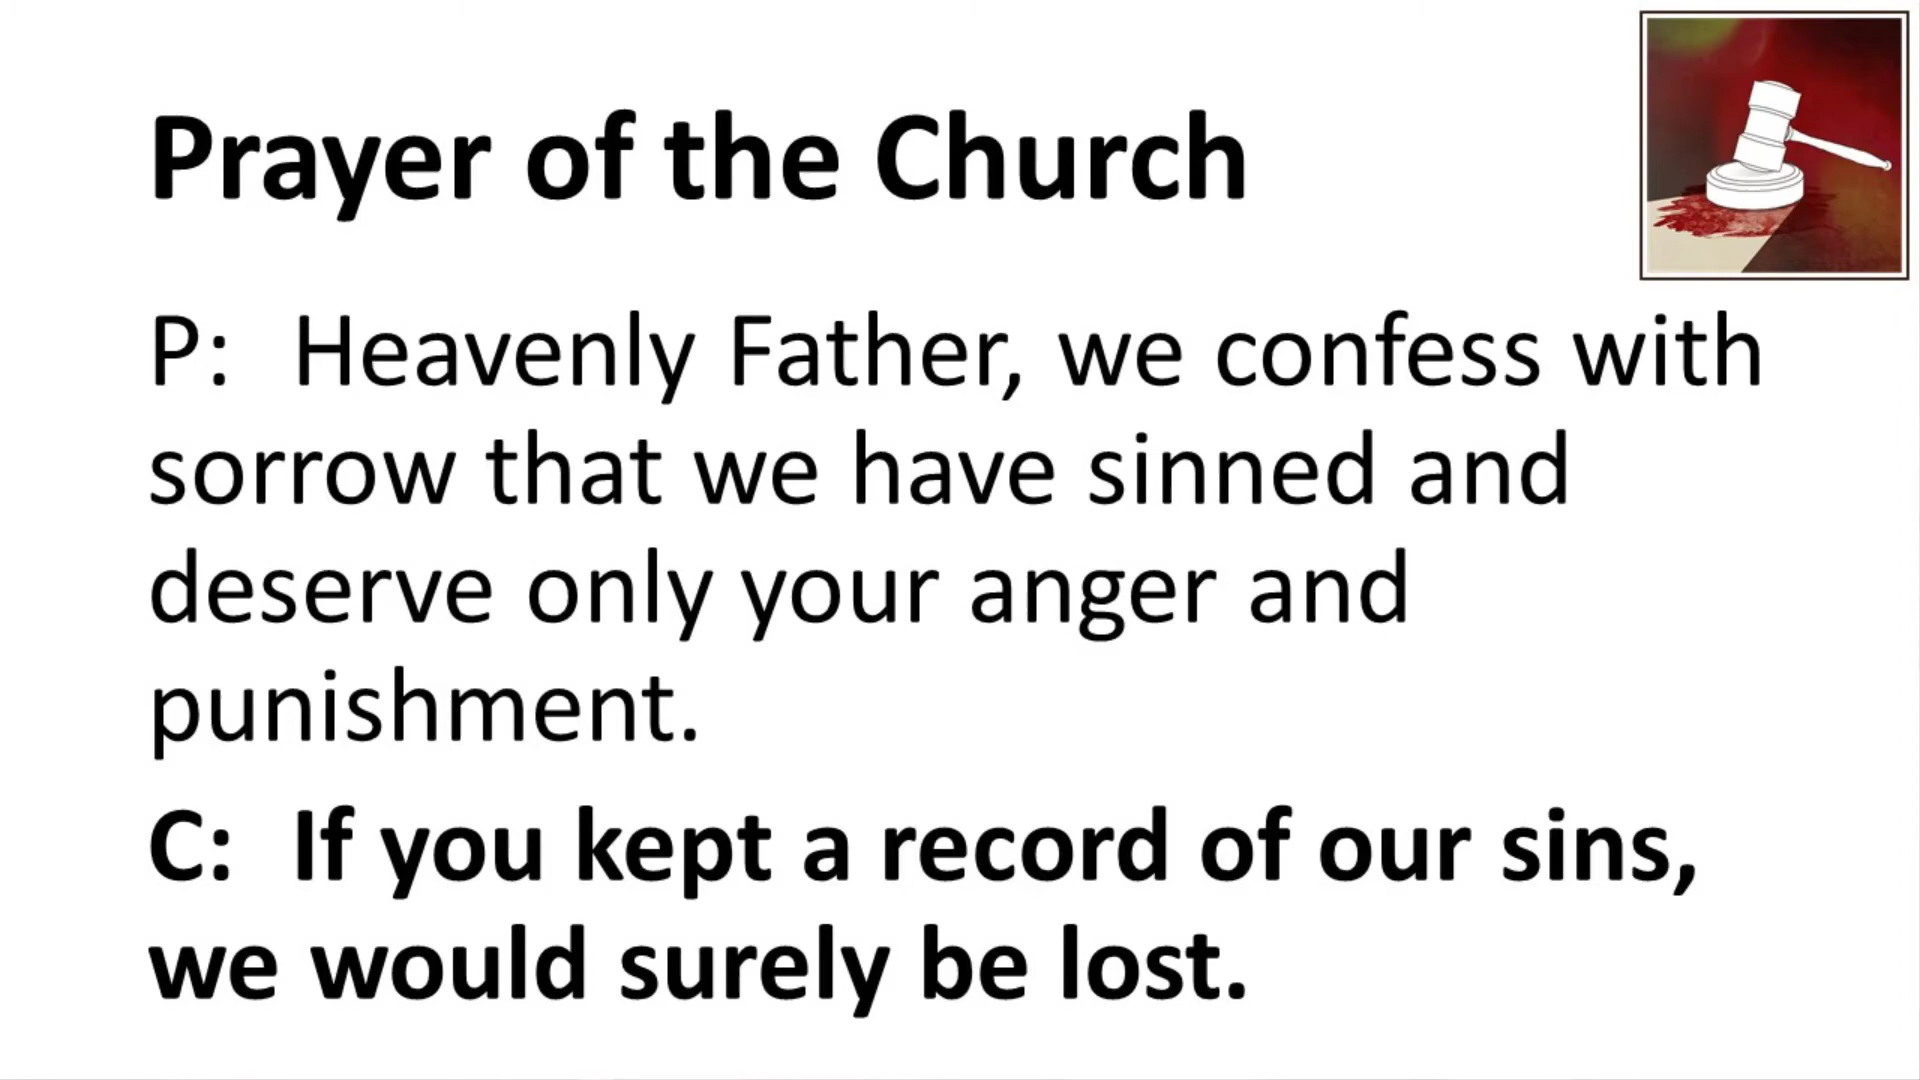 Prayer of the Church
P: Heavenly Father, we confess with
sorrow that we have sinned and
deserve only your anger and
punishment.
C: If you kept a record of our sins,
we would surely be lost.